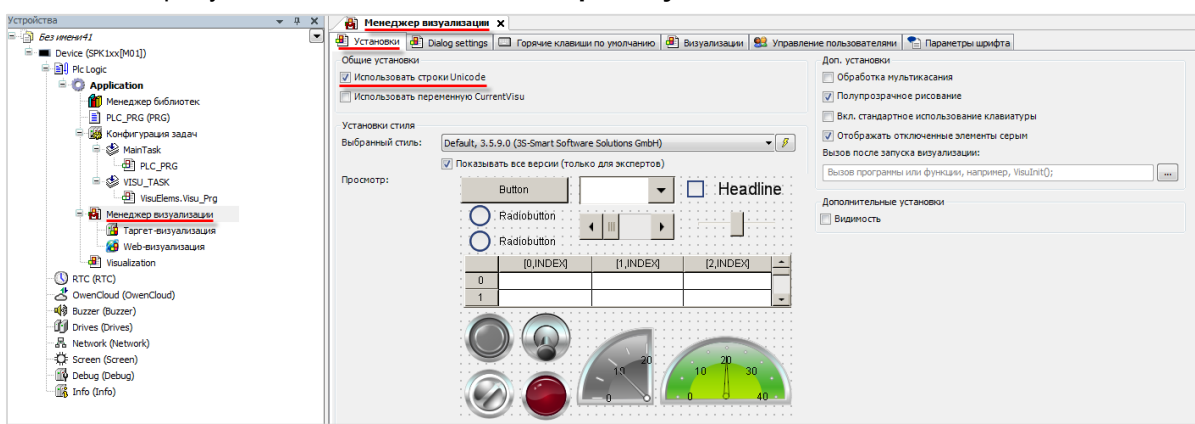 Устройства
Без имени41
Device (SPK1xx[M01])
Plc Logic
Application
Менеджер библиотек
PLC_PRG (PRG)
Конфигурация задач
MainTask
PLC_PRG
VISU_TASK
VisuElems.Visu_Prg
Менеджер визуализации
Таргет-визуализация
Web-визуализация
Visualization
RTC (RTC)
OwenCloud (OwenCloud)
Buzzer (Buzzer)
Drives (Drives)
Network (Network)
Screen (Screen)
Debug (Debug)
Info (Info)
Менеджер визуализации
Установки Dialog settings Горячие клавиши по умолчанию Визуализации Управление пользователями Параметры шрифта
Общие установки
Использовать строки Unicode
Использовать переменную CurrentVisu
Установки стиля
Выбранный стиль: Default, 3.5.9.0 (3S-Smart Software Solutions GmbH)
Показывать все версии (только для экспертов)
Просмотр:
Button Headline
Radiobutton
Radiobutton
[0,INDEX] [1,INDEX] [2,INDEX]
0
1
0 10 20
0 10 20 30 40
Доп. установки
Обработка мультикасания
Полупрозрачное рисование
Вкл. стандартное использование клавиатуры
Отображать отключенные элементы серым
Вызов после запуска визуализации:
Вызов программы или функции, например, VisuInit(); ...
Дополнительные установки
Видимость